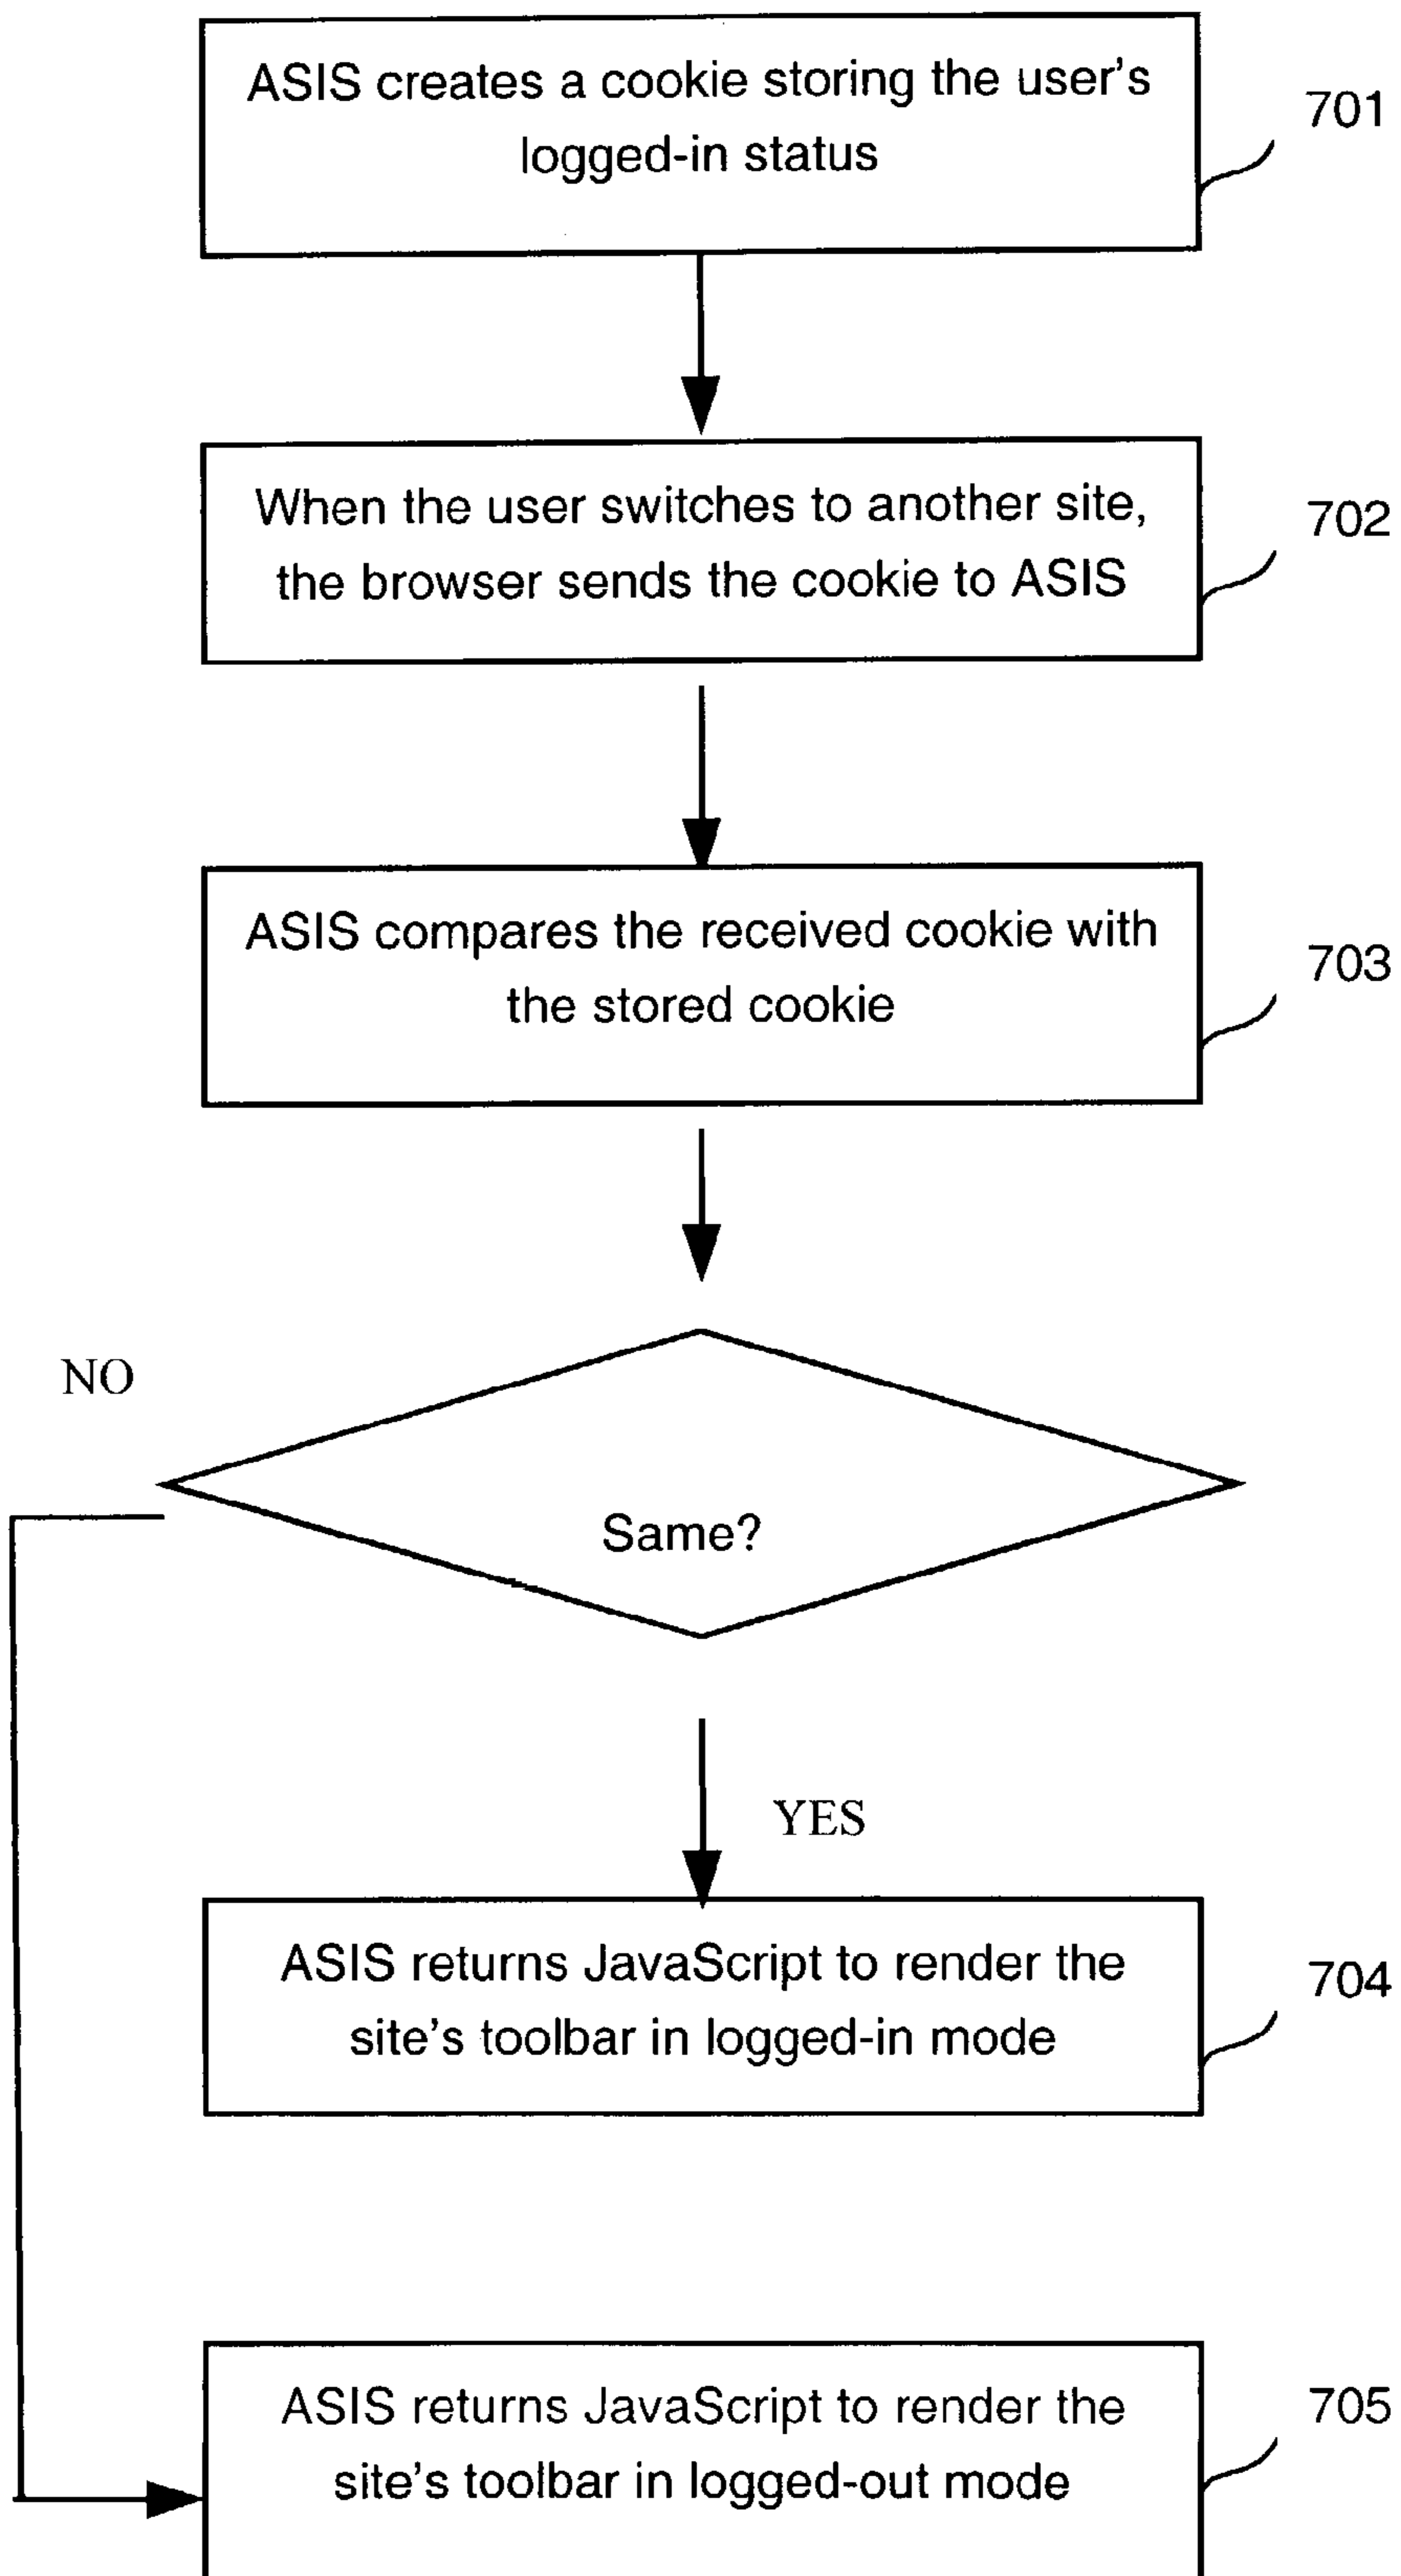 ASIS creates a cookie storing the user's
logged-in status
701
When the user switches to another site,
the browser sends the cookie to ASIS
702
ASIS compares the received cookie with
the stored cookie
703
NO
Same?
YES
ASIS returns JavaScript to render the
site's toolbar in logged-in mode
704
ASIS returns JavaScript to render the
site's toolbar in logged-out mode
705